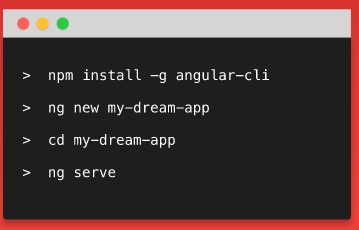 > npm install -g angular-cli
> ng new my-dream-app
> cd my-dream-app
> ng serve